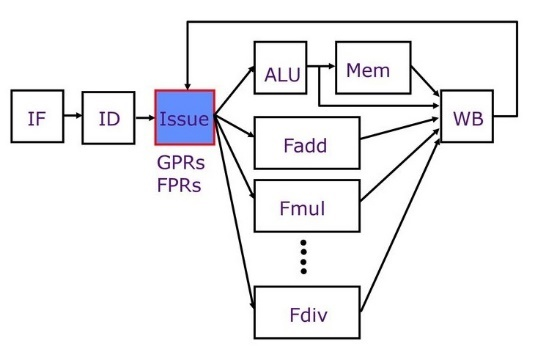 IF
ID
Issue
GPRs
FPRs
ALU
Mem
Fadd
Fmul
Fdiv
WB